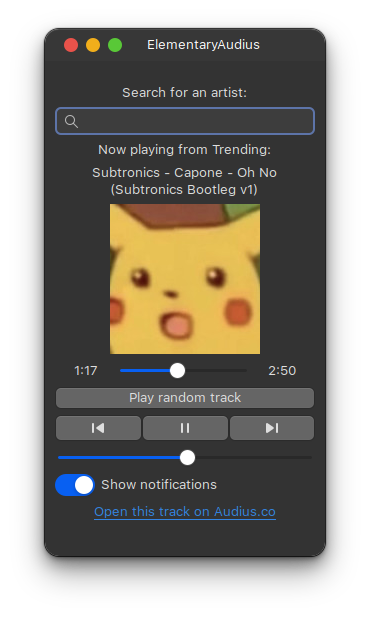 ElementaryAudius
Search for an artist:
Now playing from Trending:
Subtronics - Capone - Oh No
(Subtronics Bootleg v1)
1:17 2:50
Play random track
Show notifications
Open this track on Audius.co